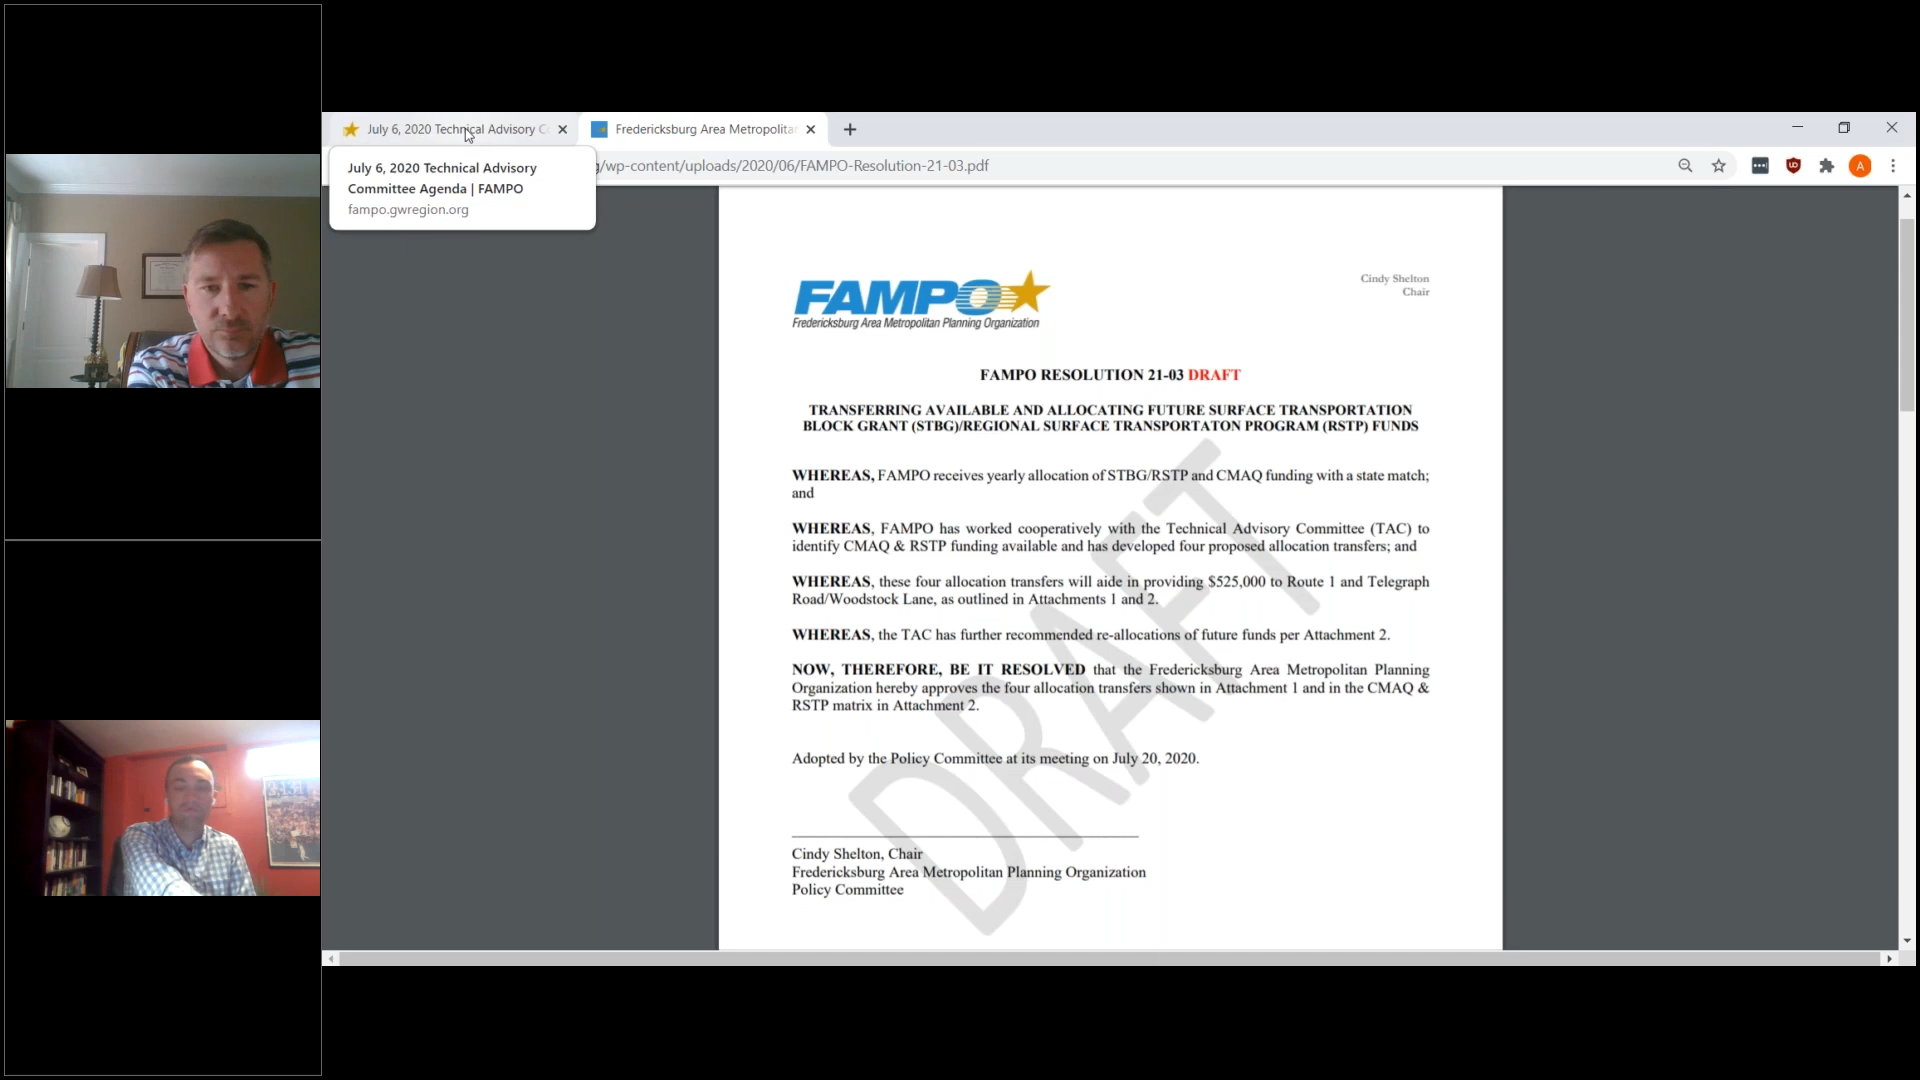 July 6, 2020 Technical Advisory C
Fredericksburg Area Metropolita
July 6, 2020 Technical Advisory
Committee Agenda | FAMPO
fampo.gwregion.org
g/wp-content/uploads/2020/06/FAMPO-Resolution-21-03.pdf
A
FAMPO
Fredericksburg Area Metropolitan Planning Organization
Cindy Shelton
Chair
FAMPO RESOLUTION 21-03 DRAFT
TRANSFERRING AVAILABLE AND ALLOCATING FUTURE SURFACE TRANSPORTATION
BLOCK GRANT (STBG)/REGIONAL SURFACE TRANSPORTATON PROGRAM (RSTP) FUNDS
WHEREAS, FAMPO receives yearly allocation of STBG/RSTP and CMAQ funding with a state match;
and
WHEREAS, FAMPO has worked cooperatively with the Technical Advisory Committee (TAC) to
identify CMAQ & RSTP funding available and has developed four proposed allocation transfers; and
WHEREAS, these four allocation transfers will aide in providing $525,000 to Route 1 and Telegraph
Road/Woodstock Lane, as outlined in Attachments 1 and 2.
WHEREAS, the TAC has further recommended re-allocations of future funds per Attachment 2.
NOW, THEREFORE, BE IT RESOLVED that the Fredericksburg Area Metropolitan Planning
Organization hereby approves the four allocation transfers shown in Attachment 1 and in the CMAQ &
RSTP matrix in Attachment 2.
Adopted by the Policy Committee at its meeting on July 20, 2020.
Cindy Shelton, Chair
Fredericksburg Area Metropolitan Planning Organization
Policy Committee
DRAFT